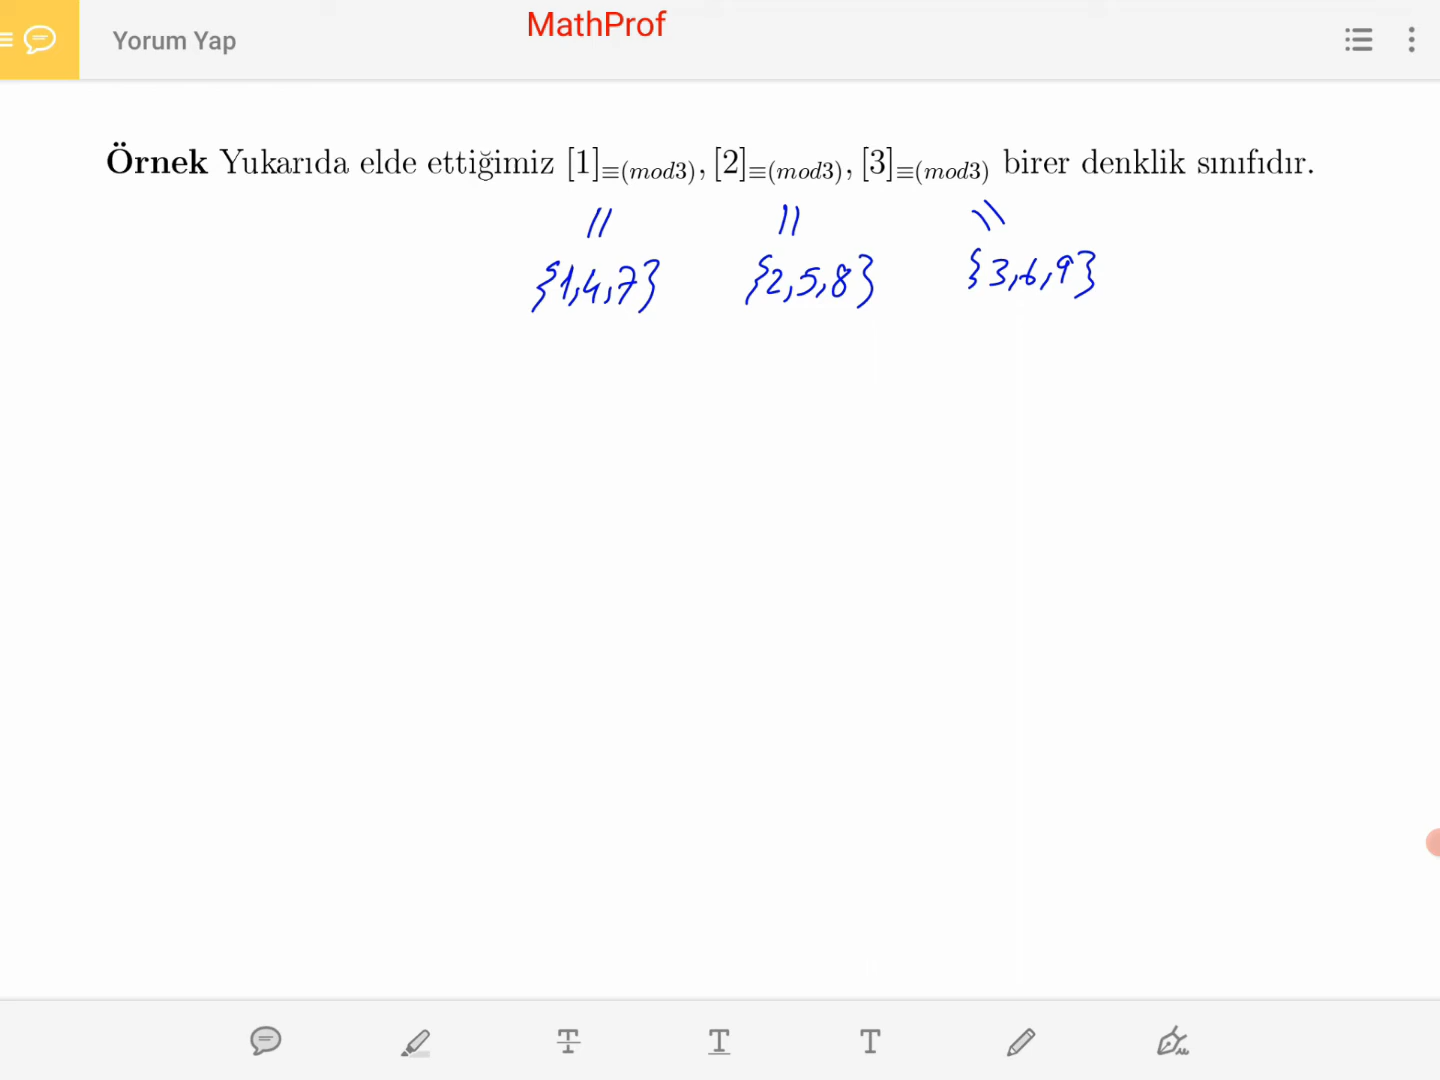 MathProf
Yorum Yap
Örnek Yukarıda elde ettiğimiz [1]≡(mod3), [2]≡(mod3), [3]≡(mod3) birer denklik sınıfıdır.
{1,4,7} {2,5,8} {3,6,9}